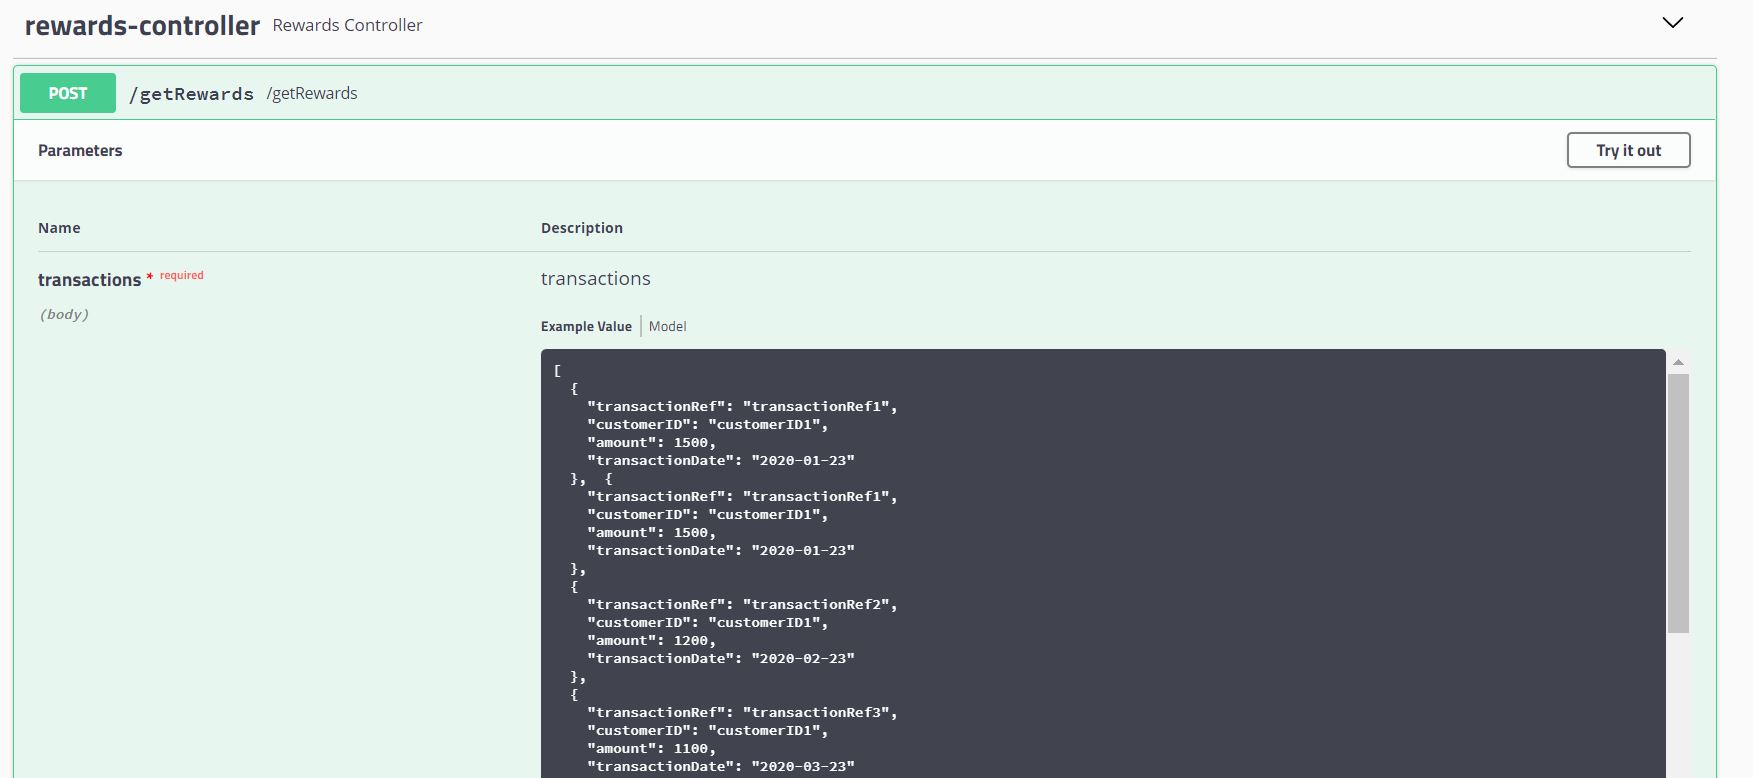 rewards-controller Rewards Controller
POST /getRewards /getRewards
Parameters Try it out
Name Description
transactions * required transactions
(body)
Example Value Model
[
{
"transactionRef": "transactionRef1",
"customerID": "customerID1",
"amount": 1500,
"transactionDate": "2020-01-23"
}, {
"transactionRef": "transactionRef1",
"customerID": "customerID1",
"amount": 1500,
"transactionDate": "2020-01-23"
},
{
"transactionRef": "transactionRef2",
"customerID": "customerID1",
"amount": 1200,
"transactionDate": "2020-02-23"
},
{
"transactionRef": "transactionRef3",
"customerID": "customerID1",
"amount": 1100,
"transactionDate": "2020-03-23"